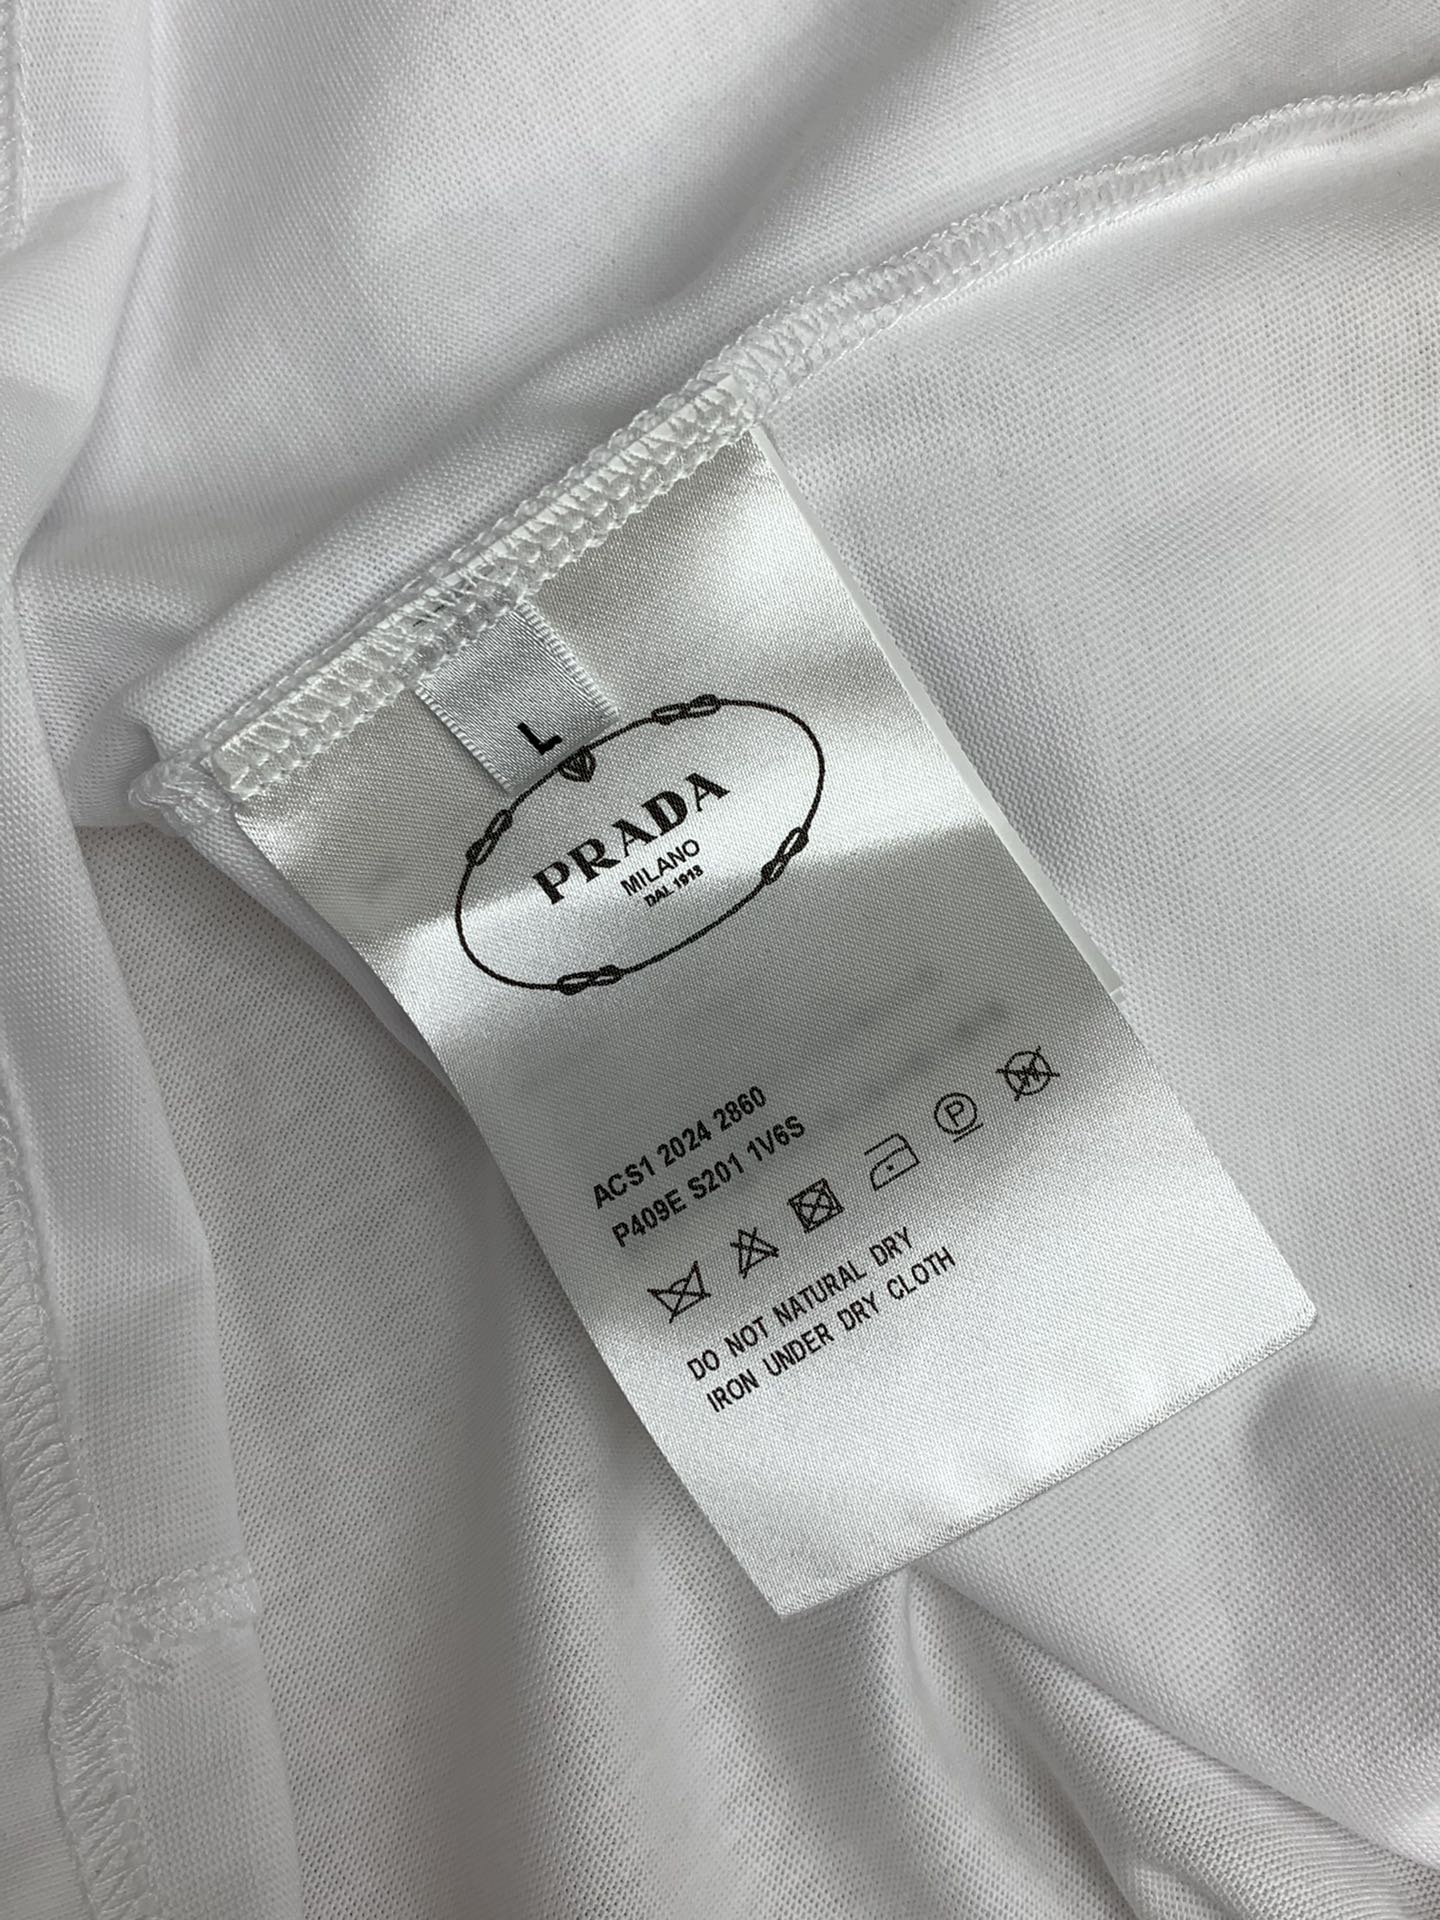 L
PRADA
MILANO
DAL 1913
ACS1 2024 2860
P409E S201 1V6S
P
W
DO NOT NATURAL DRY
IRON UNDER DRY CLOTH